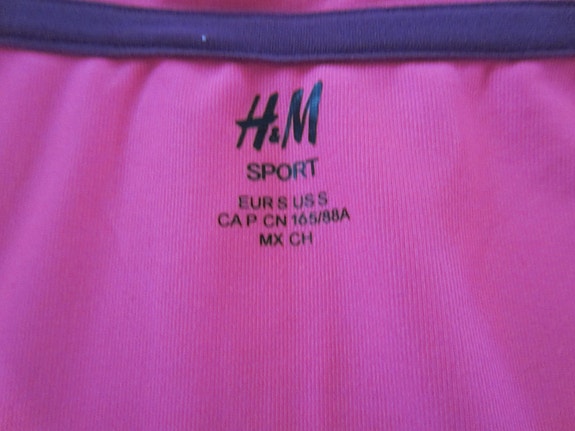 H&M
SPORT
EUR S US S
CA P CN 165/88A
MX CH